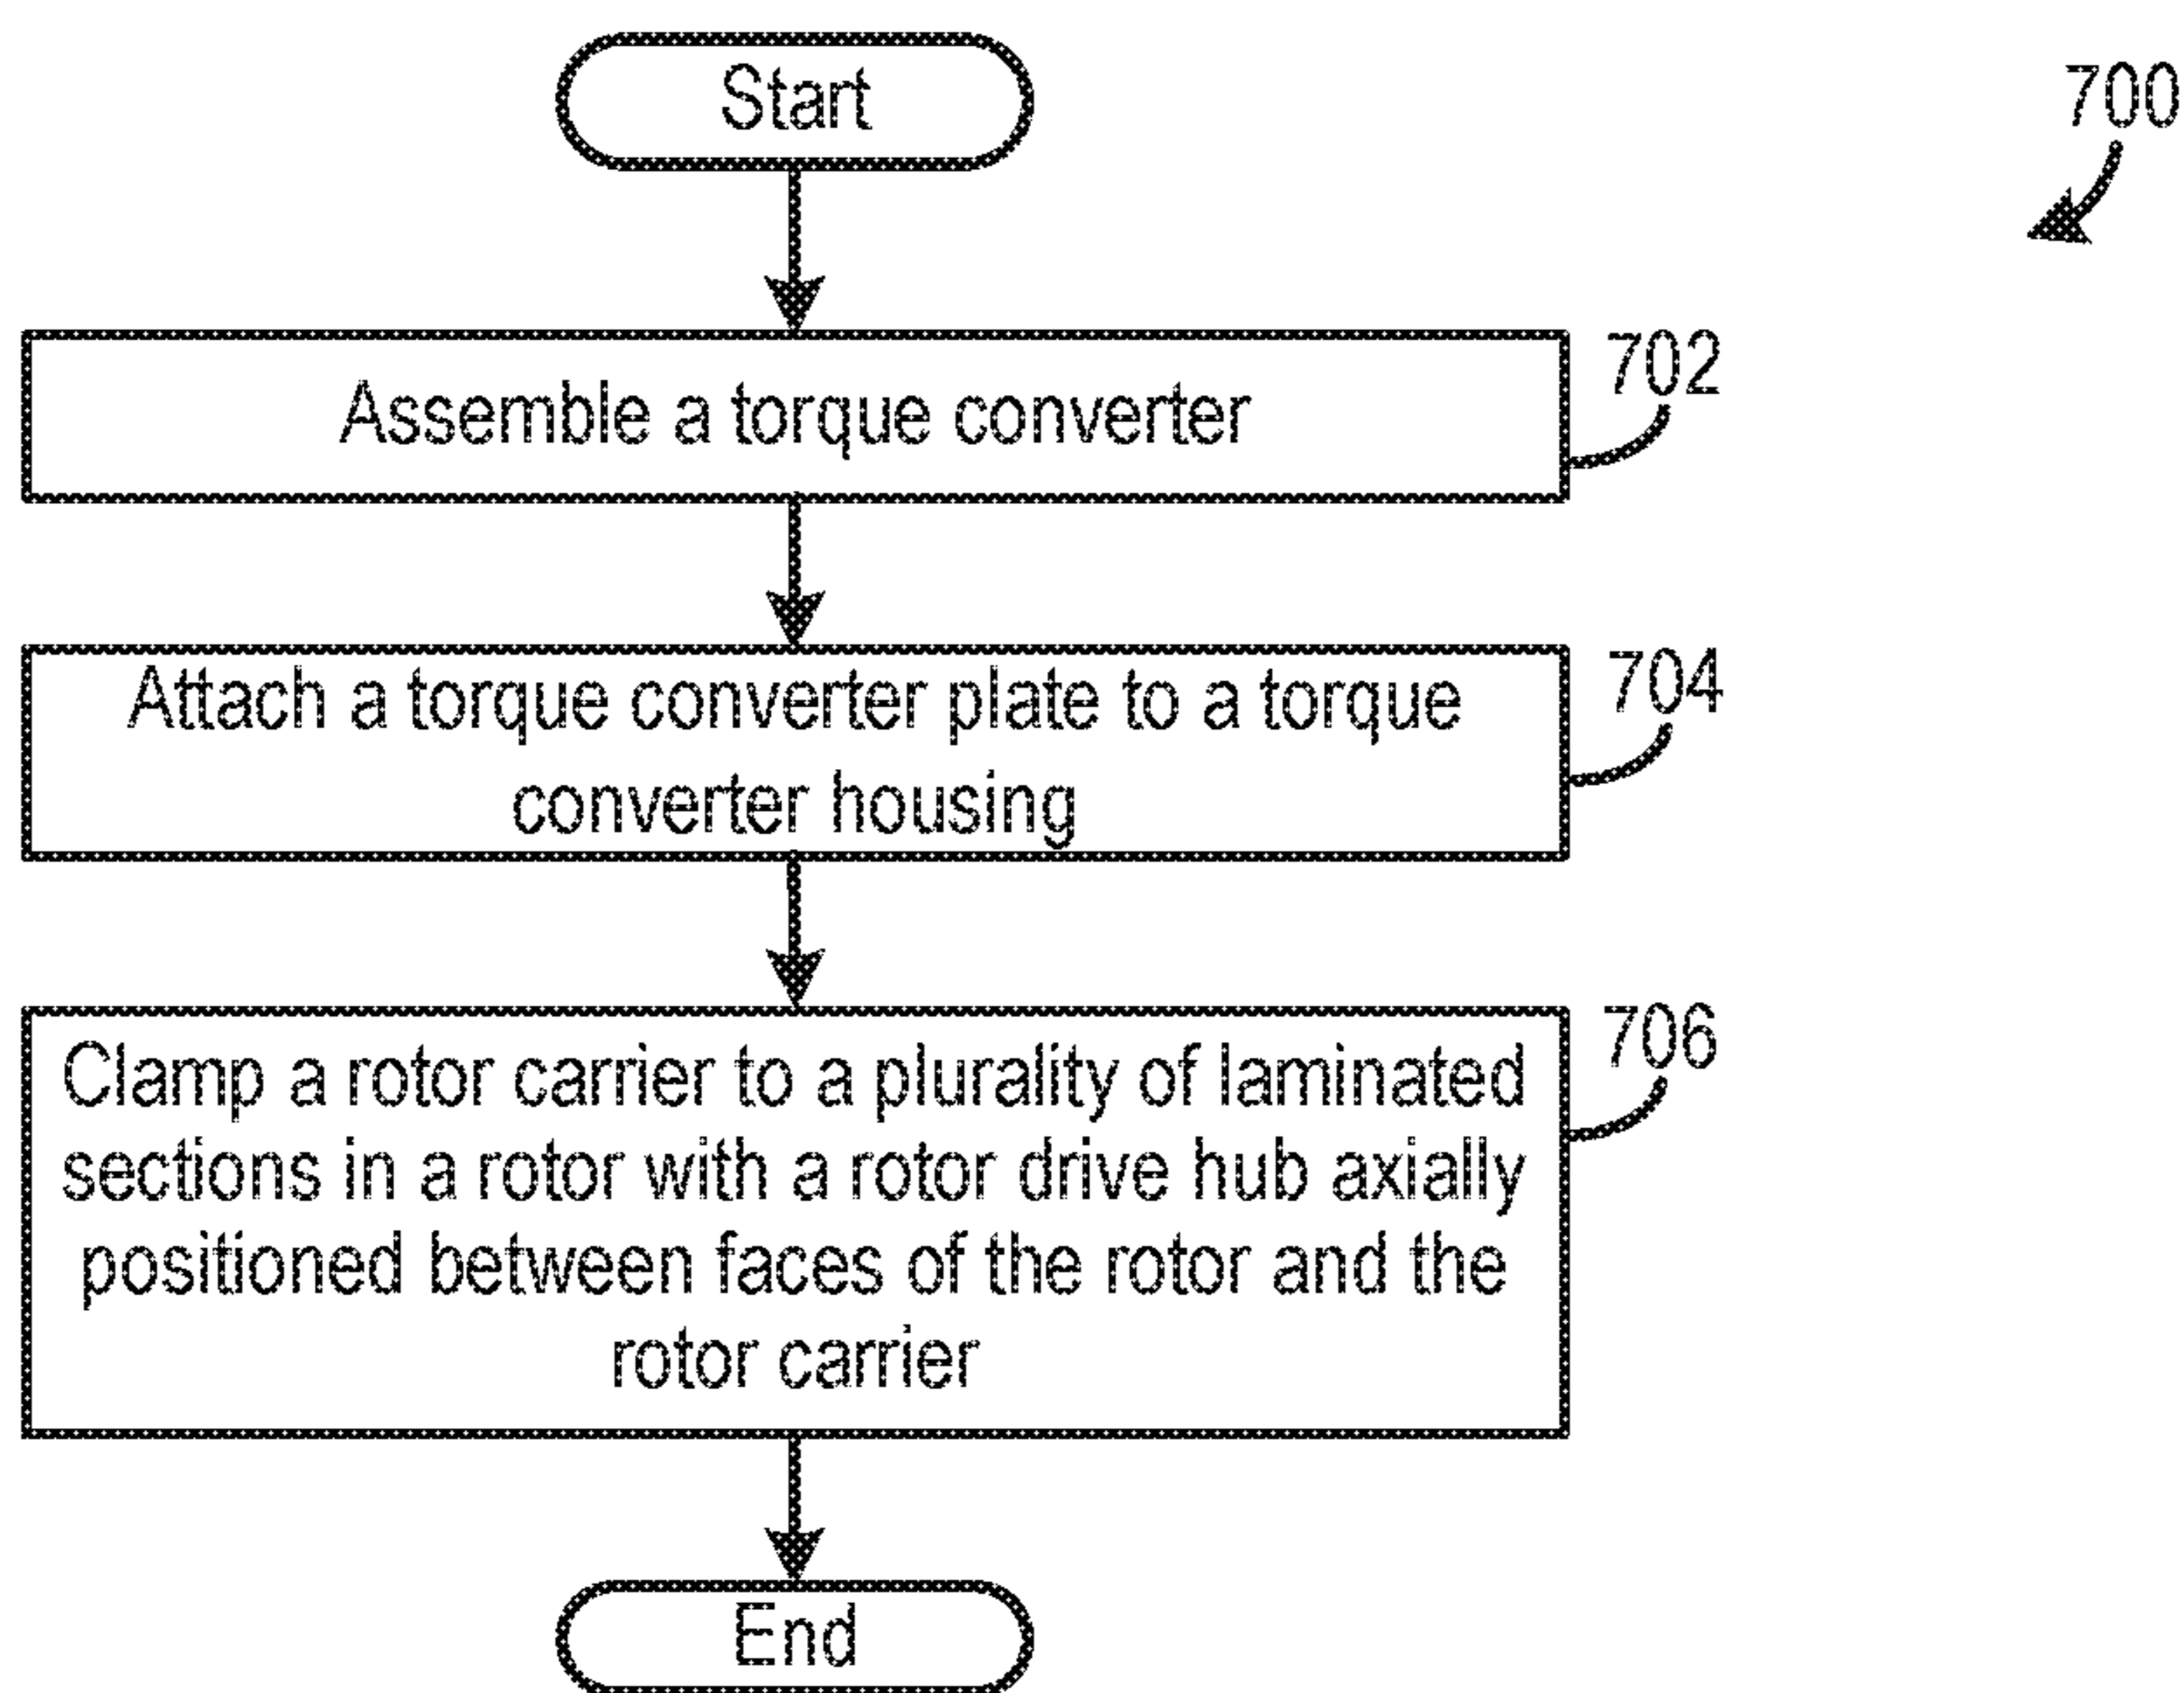 Start
700
Assemble a torque converter
702
Attach a torque converter plate to a torque
converter housing
704
Clamp a rotor carrier to a plurality of laminated
sections in a rotor with a rotor drive hub axially
positioned between faces of the rotor and the
rotor carrier
706
End